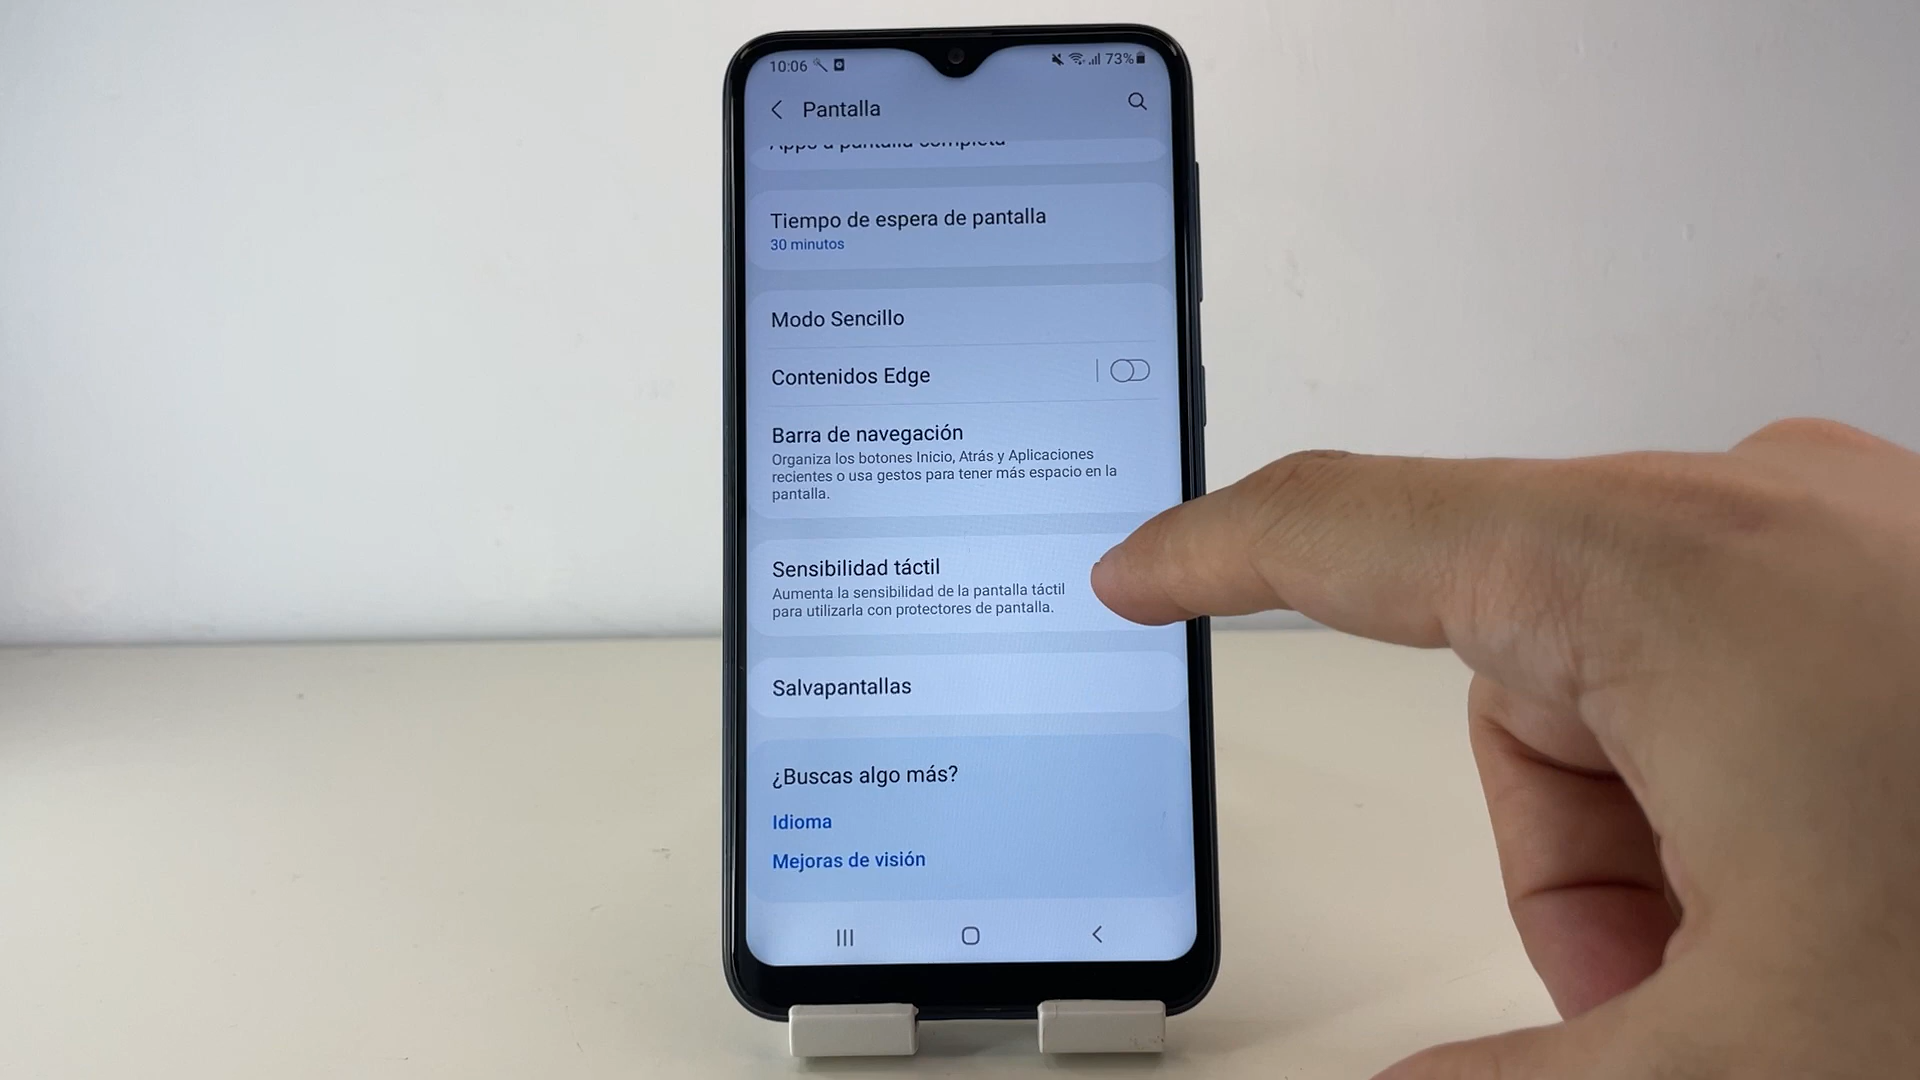 10:06
73%
Pantalla
Apps a pantalla completa
Tiempo de espera de pantalla
30 minutos
Modo Sencillo
Contenidos Edge
Barra de navegación
Organiza los botones Inicio, Atrás y Aplicaciones
recientes o usa gestos para tener más espacio en la
pantalla.
Sensibilidad táctil
Aumenta la sensibilidad de la pantalla táctil
para utilizarla con protectores de pantalla.
Salvapantallas
¿Buscas algo más?
Idioma
Mejoras de visión